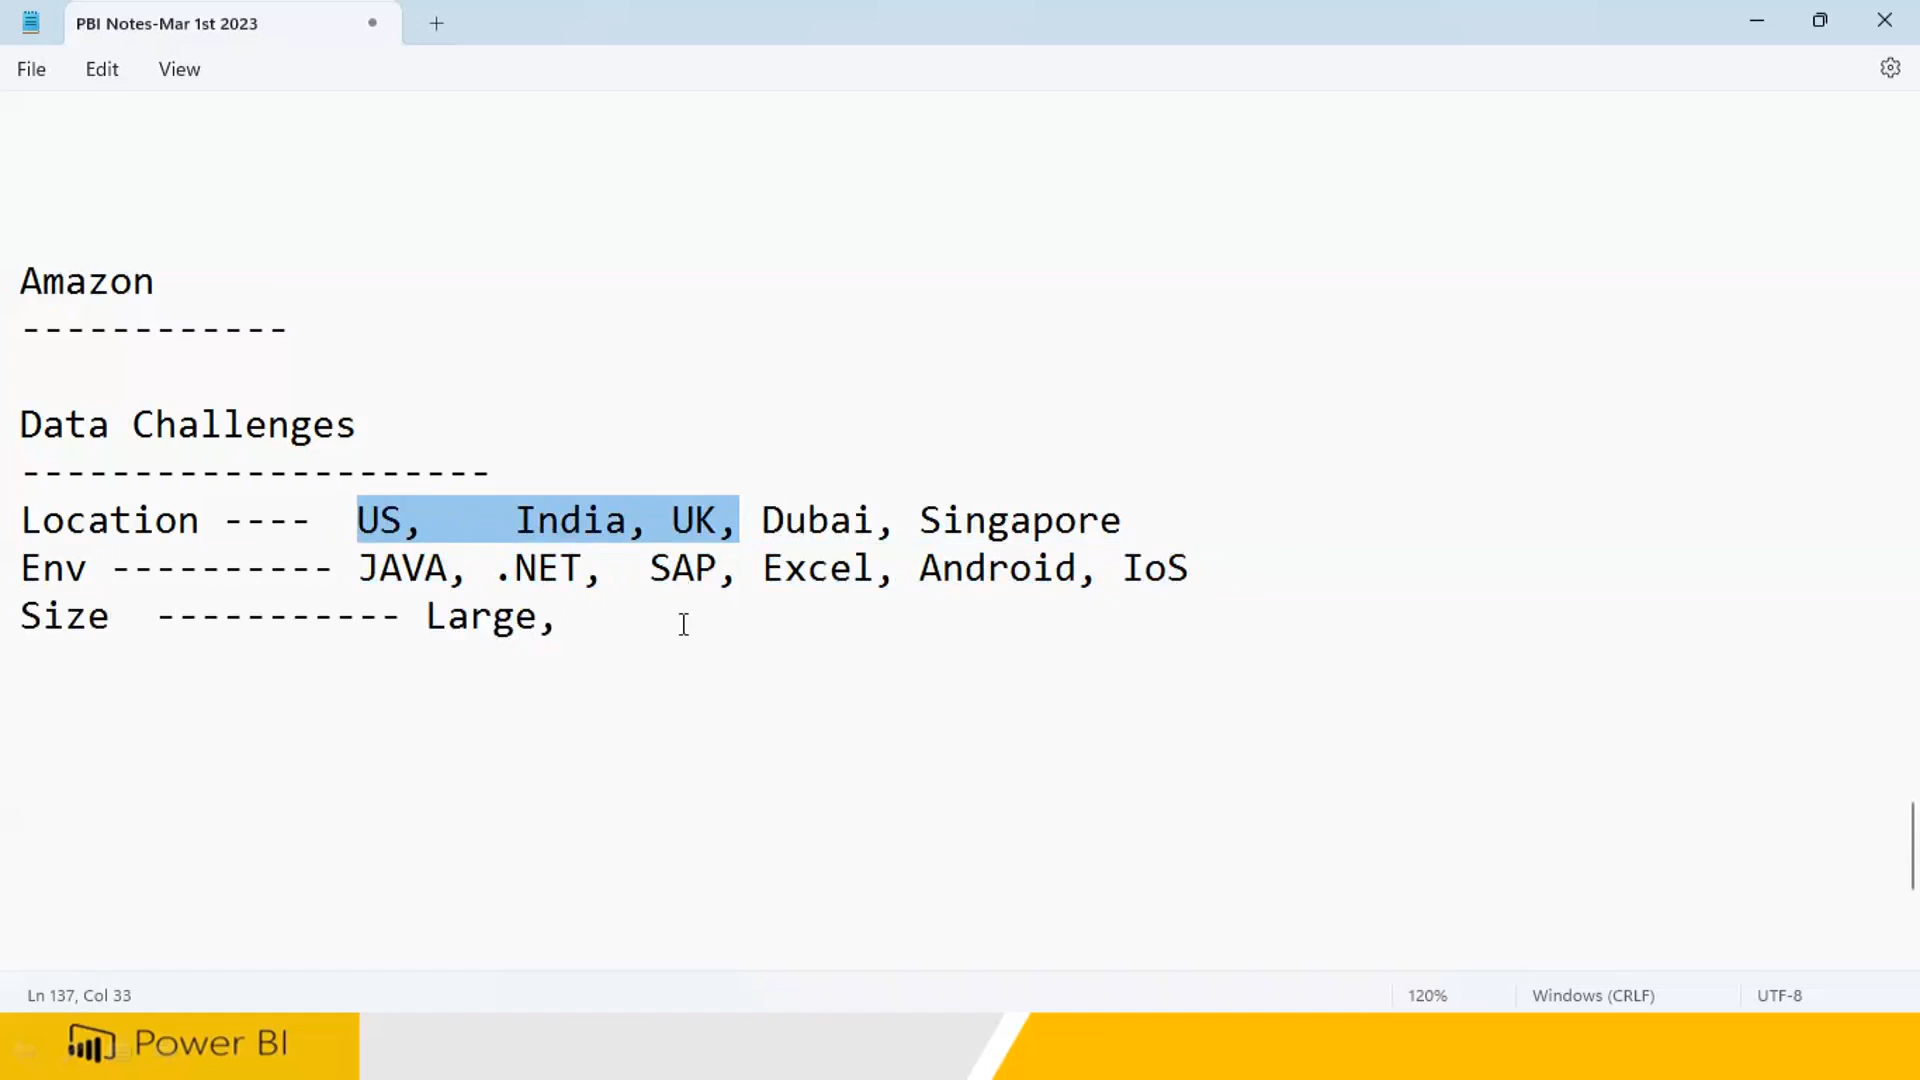 PBI Notes-Mar 1st 2023
File Edit View
Amazon
------------
Data Challenges
---------------------
Location ---- US, India, UK, Dubai, Singapore
Env ---------- JAVA, .NET, SAP, Excel, Android, IoS
Size ----------- Large,
Ln 137, Col 33 120% Windows (CRLF) UTF-8
Power BI